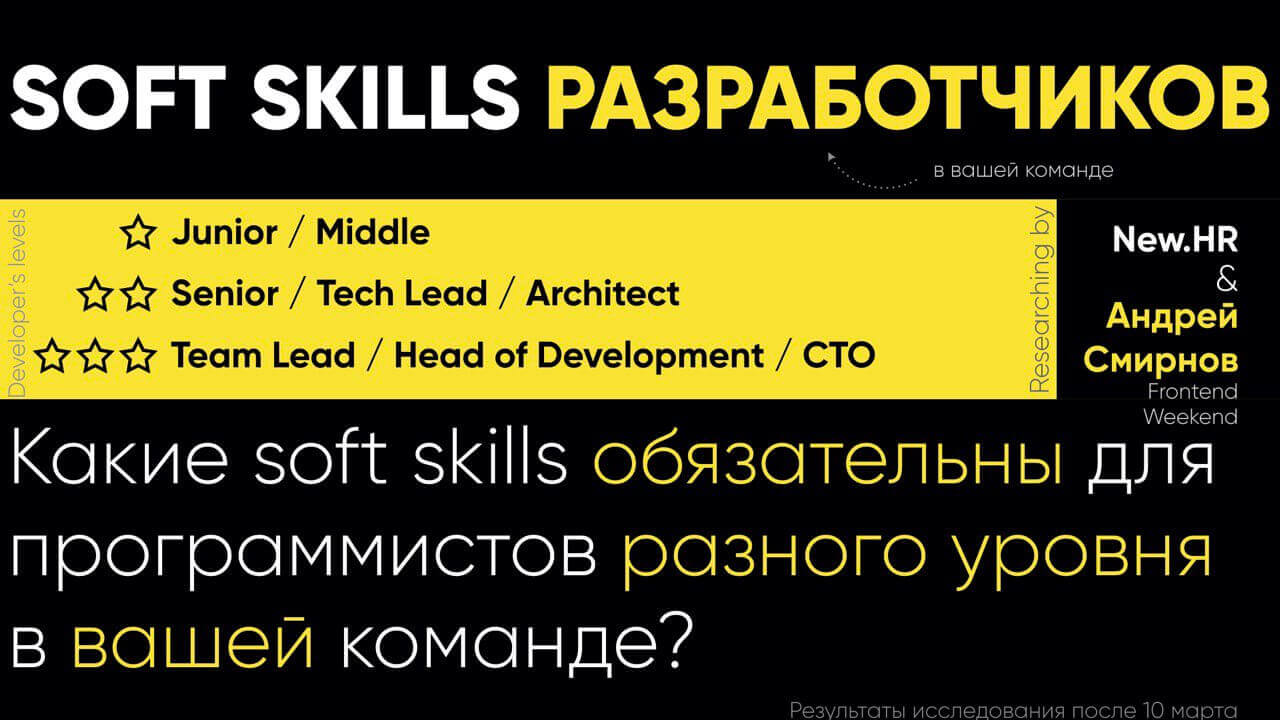 SOFT SKILLS РАЗРАБОТЧИКОВ
в вашей команде
Developer's levels
Junior / Middle
Senior / Tech Lead / Architect
Team Lead / Head of Development / CTO
Researching by
New.HR
&
Андрей
Смирнов
Frontend
Weekend
Какие soft skills обязательны для
программистов разного уровня
в вашей команде?
Результаты исследования после 10 марта